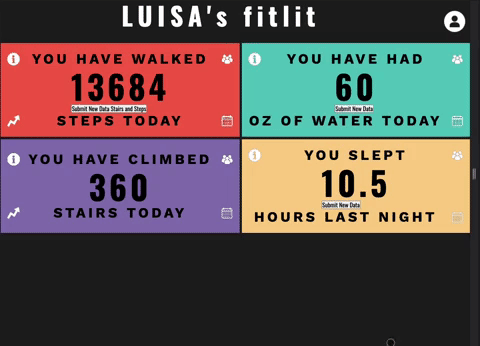 LUISA's fitlit
YOU HAVE WALKED
13684
Submit New Data Stairs and Steps
STEPS TODAY
YOU HAVE HAD
60
Submit New Data
OZ OF WATER TODAY
YOU HAVE CLIMBED
360
STAIRS TODAY
YOU SLEPT
10.5
Submit New Data
HOURS LAST NIGHT